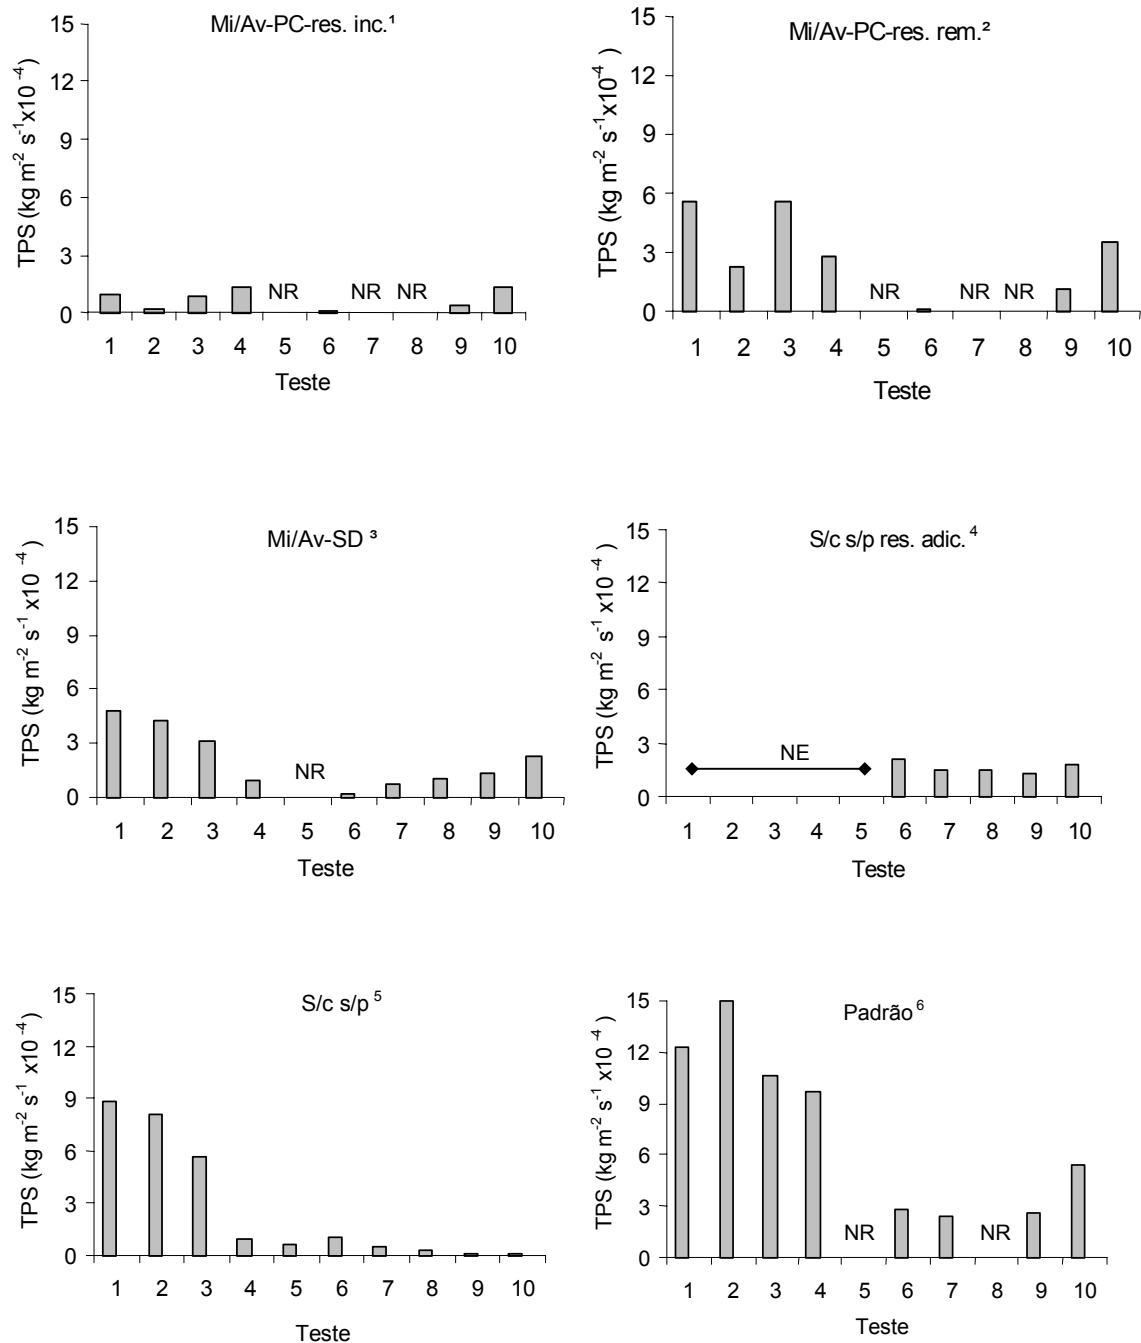 Mi/Av-PC-res. inc.¹
TPS (kg m⁻² s⁻¹x10⁻⁴)
15
12
9
6
3
0
NR NR NR
1 2 3 4 5 6 7 8 9 10
Teste
Mi/Av-PC-res. rem.²
TPS (kg m⁻² s⁻¹x10⁻⁴)
15
12
9
6
3
0
NR NR NR
1 2 3 4 5 6 7 8 9 10
Teste
Mi/Av-SD ³
TPS (kg m⁻² s⁻¹ x10⁻⁴ )
15
12
9
6
3
0
NR
1 2 3 4 5 6 7 8 9 10
Teste
S/c s/p res. adic. ⁴
TPS (kg m⁻² s⁻¹ x10⁻⁴ )
15
12
9
6
3
0
NE
1 2 3 4 5 6 7 8 9 10
Teste
S/c s/p ⁵
TPS (kg m⁻² s⁻¹ x10⁻⁴ )
15
12
9
6
3
0
1 2 3 4 5 6 7 8 9 10
Teste
Padrão ⁶
TPS (kg m⁻² s⁻¹ x10⁻⁴ )
15
12
9
6
3
0
NR NR
1 2 3 4 5 6 7 8 9 10
Teste